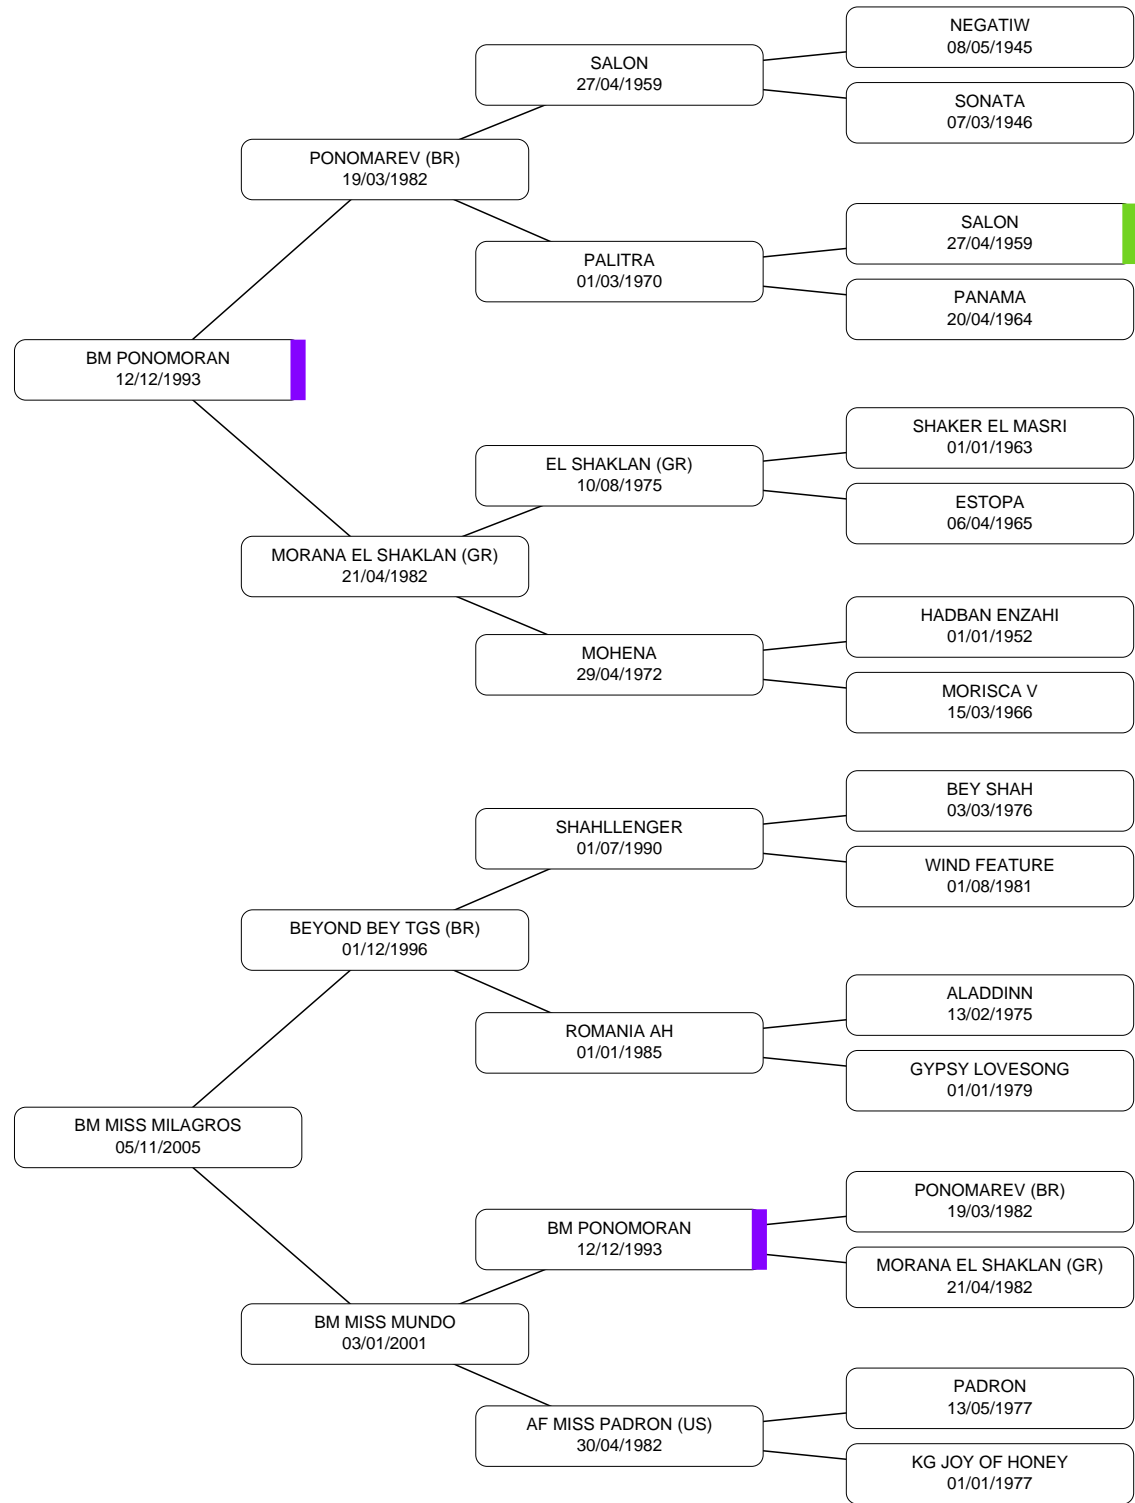 NEGATIW
08/05/1945
SALON
27/04/1959
SONATA
07/03/1946
PONOMAREV (BR)
19/03/1982
SALON
27/04/1959
PALITRA
01/03/1970
PANAMA
20/04/1964
BM PONOMORAN
12/12/1993
SHAKER EL MASRI
01/01/1963
EL SHAKLAN (GR)
10/08/1975
ESTOPA
06/04/1965
MORANA EL SHAKLAN (GR)
21/04/1982
HADBAN ENZAHI
01/01/1952
MOHENA
29/04/1972
MORISCA V
15/03/1966
BEY SHAH
03/03/1976
SHAHLLENGER
01/07/1990
WIND FEATURE
01/08/1981
BEYOND BEY TGS (BR)
01/12/1996
ALADDINN
13/02/1975
ROMANIA AH
01/01/1985
GYPSY LOVESONG
01/01/1979
BM MISS MILAGROS
05/11/2005
PONOMAREV (BR)
19/03/1982
BM PONOMORAN
12/12/1993
MORANA EL SHAKLAN (GR)
21/04/1982
BM MISS MUNDO
03/01/2001
PADRON
13/05/1977
AF MISS PADRON (US)
30/04/1982
KG JOY OF HONEY
01/01/1977